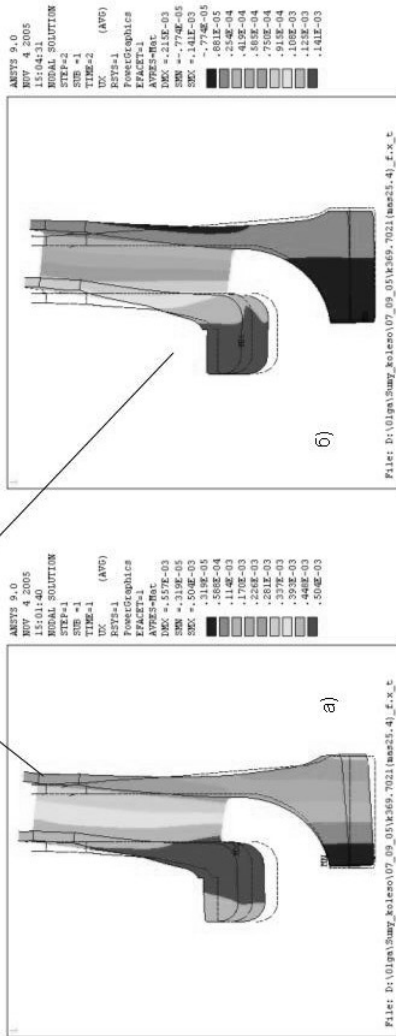 ANSYS 9.0
NOV 4 2005
15:01:40
NODAL SOLUTION
STEP=1
SUB =1
TIME=1
UX (AVG)
RSYS=1
PowerGraphics
EFACET=1
AVRES=Mat
DMX =.557E-03
SMN =.319E-05
SMX =.504E-03
.319E-05
.588E-04
.114E-03
.170E-03
.226E-03
.281E-03
.337E-03
.393E-03
.448E-03
.504E-03
1
MN
а)
File: D:\Olga\Sumy_koleso\07_09_05\k369.7021(mas25.4)_f.x_t
ANSYS 9.0
NOV 4 2005
15:04:31
NODAL SOLUTION
STEP=2
SUB =1
TIME=2
UX (AVG)
RSYS=1
PowerGraphics
EFACET=1
AVRES=Mat
DMX =.215E-03
SMN =-.774E-05
SMX =.141E-03
-.774E-05
.881E-05
.254E-04
.419E-04
.585E-04
.750E-04
.915E-04
.108E-03
.125E-03
.141E-03
1
б)
File: D:\Olga\Sumy_koleso\07_09_05\k369.7021(mas25.4)_f.x_t